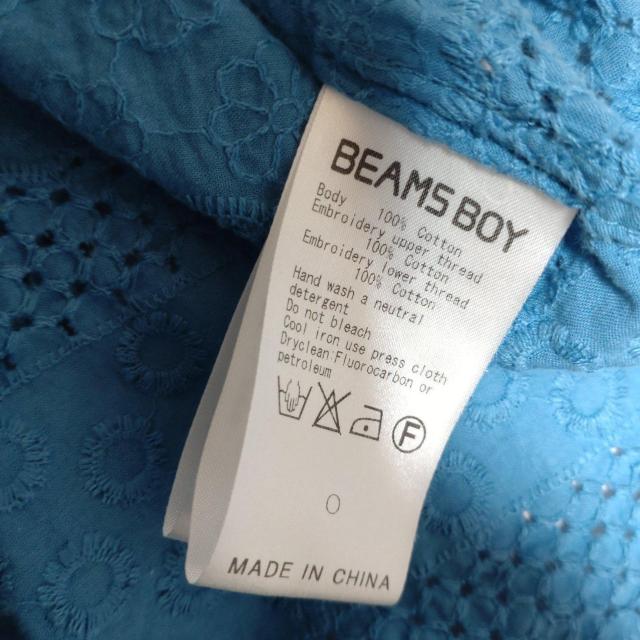 BEAMS BOY
Body 100% Cotton
Embroidery upper thread
100% Cotton
Embroidery lower thread
100% Cotton
Hand wash a neutral
detergent
Do not bleach
Cool iron use press cloth
Dryclean:Fluorocarbon or
petroleum
F
0
MADE IN CHINA